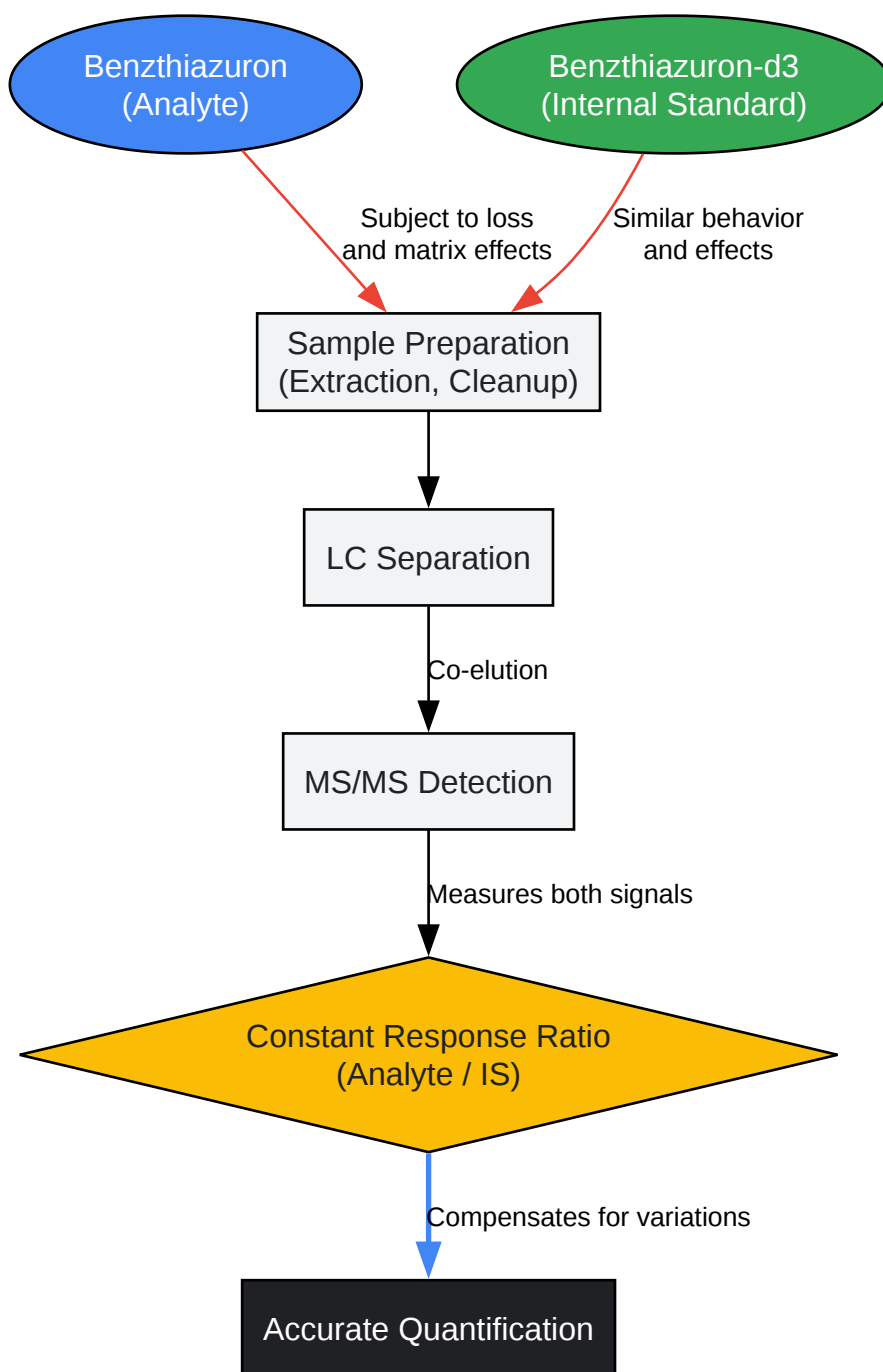 Benzthiazuron
(Analyte)
Benzthiazuron-d3
(Internal Standard)
Subject to loss
and matrix effects
Similar behavior
and effects
Sample Preparation
(Extraction, Cleanup)
LC Separation
Co-elution
MS/MS Detection
Measures both signals
Constant Response Ratio
(Analyte / IS)
Compensates for variations
Accurate Quantification